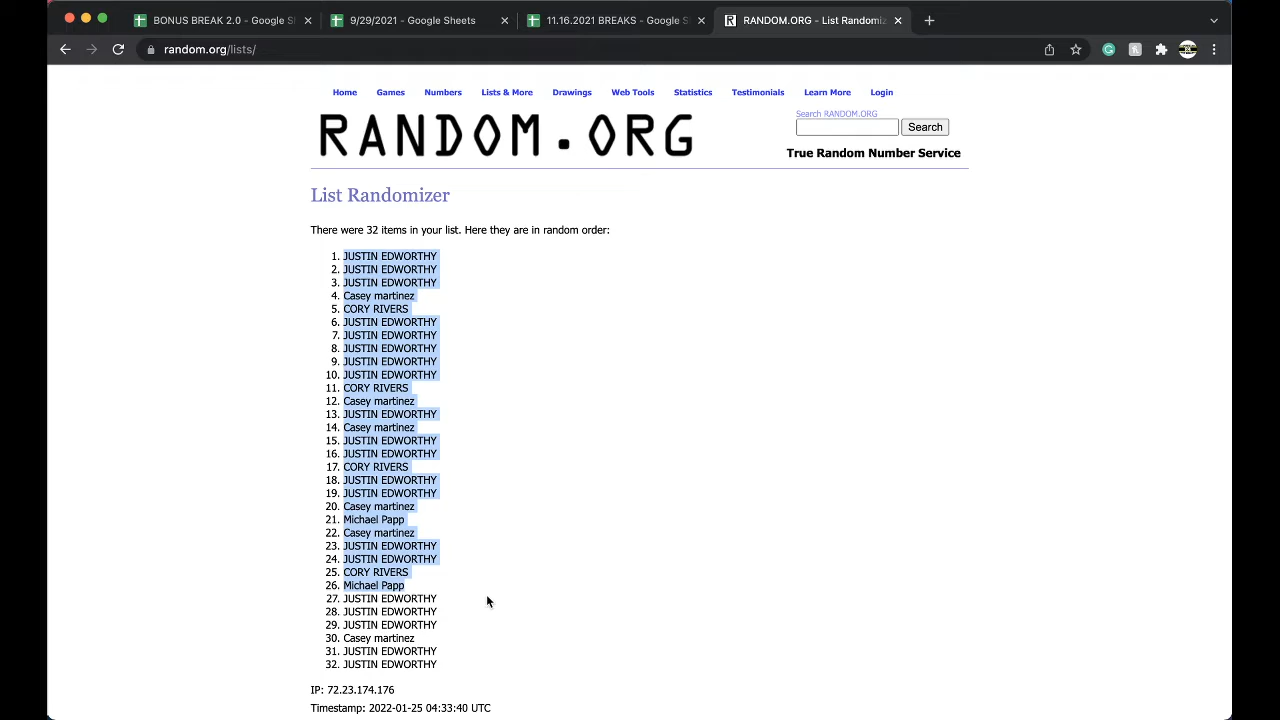 BONUS BREAK 2.0 - Google Sh
9/29/2021 - Google Sheets
11.16.2021 BREAKS - Google S
RANDOM.ORG - List Randomiz
random.org/lists/
Home Games Numbers Lists & More Drawings Web Tools Statistics Testimonials Learn More Login
RANDOM.ORG
Search RANDOM.ORG
Search
True Random Number Service
List Randomizer
There were 32 items in your list. Here they are in random order:
1. JUSTIN EDWORTHY
2. JUSTIN EDWORTHY
3. JUSTIN EDWORTHY
4. Casey martinez
5. CORY RIVERS
6. JUSTIN EDWORTHY
7. JUSTIN EDWORTHY
8. JUSTIN EDWORTHY
9. JUSTIN EDWORTHY
10. JUSTIN EDWORTHY
11. CORY RIVERS
12. Casey martinez
13. JUSTIN EDWORTHY
14. Casey martinez
15. JUSTIN EDWORTHY
16. JUSTIN EDWORTHY
17. CORY RIVERS
18. JUSTIN EDWORTHY
19. JUSTIN EDWORTHY
20. Casey martinez
21. Michael Papp
22. Casey martinez
23. JUSTIN EDWORTHY
24. JUSTIN EDWORTHY
25. CORY RIVERS
26. Michael Papp
27. JUSTIN EDWORTHY
28. JUSTIN EDWORTHY
29. JUSTIN EDWORTHY
30. Casey martinez
31. JUSTIN EDWORTHY
32. JUSTIN EDWORTHY
IP: 72.23.174.176
Timestamp: 2022-01-25 04:33:40 UTC